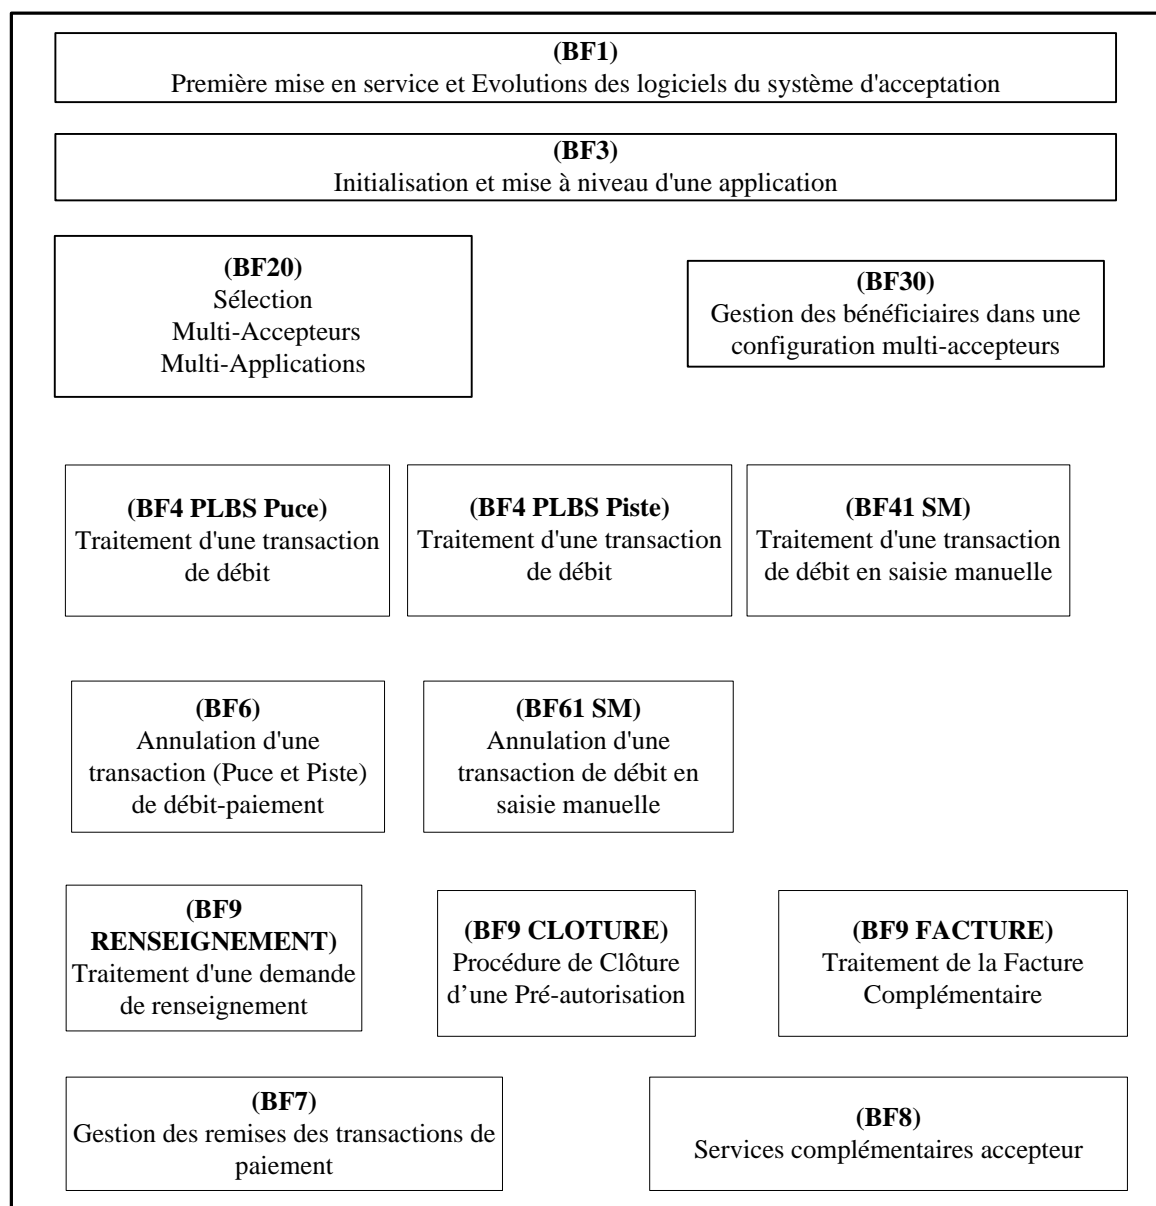 (BF1)
Première mise en service et Evolutions des logiciels du système d'acceptation
(BF3)
Initialisation et mise à niveau d'une application
(BF20)
Sélection
Multi-Accepteurs
Multi-Applications
(BF30)
Gestion des bénéficiaires dans une
configuration multi-accepteurs
(BF4 PLBS Puce)
Traitement d'une transaction
de débit
(BF4 PLBS Piste)
Traitement d'une transaction
de débit
(BF41 SM)
Traitement d'une transaction
de débit en saisie manuelle
(BF6)
Annulation d'une
transaction (Puce et Piste)
de débit-paiement
(BF61 SM)
Annulation d'une
transaction de débit en
saisie manuelle
(BF9
RENSEIGNEMENT)
Traitement d'une demande
de renseignement
(BF9 CLOTURE)
Procédure de Clôture
d’une Pré-autorisation
(BF9 FACTURE)
Traitement de la Facture
Complémentaire
(BF7)
Gestion des remises des transactions de
paiement
(BF8)
Services complémentaires accepteur